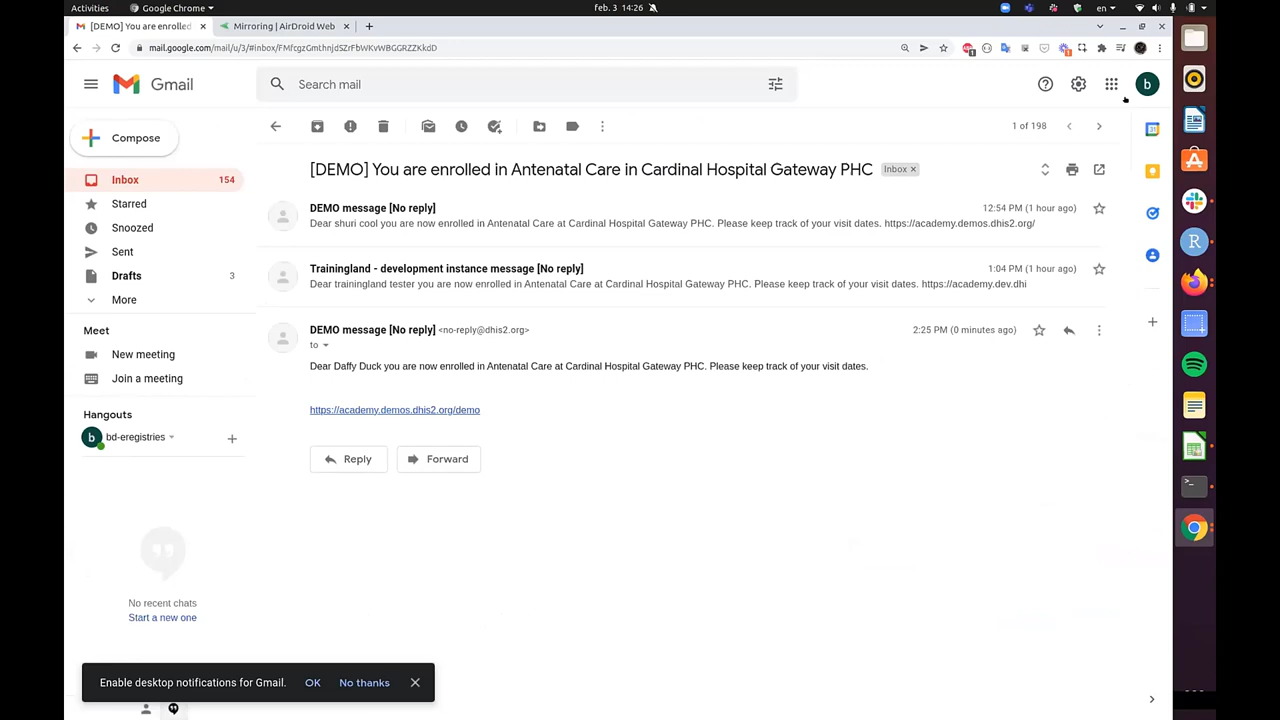 Activities
Google Chrome
feb. 3 14:26
en
[DEMO] You are enrolled
Mirroring | AirDroid Web
mail.google.com/mail/u/3/#inbox/FMfcgzGmthnjdSZrFbWKvWBGGRZZKkdD
Gmail
Search mail
b
Compose
1 of 198
Inbox 154
Starred
Snoozed
Sent
Drafts 3
More
Meet
New meeting
Join a meeting
Hangouts
b bd-eregistries
No recent chats
Start a new one
[DEMO] You are enrolled in Antenatal Care in Cardinal Hospital Gateway PHC Inbox
DEMO message [No reply] 12:54 PM (1 hour ago)
Dear shuri cool you are now enrolled in Antenatal Care at Cardinal Hospital Gateway PHC. Please keep track of your visit dates. https://academy.demos.dhis2.org/
Trainingland - development instance message [No reply] 1:04 PM (1 hour ago)
Dear trainingland tester you are now enrolled in Antenatal Care at Cardinal Hospital Gateway PHC. Please keep track of your visit dates. https://academy.dev.dhi
DEMO message [No reply] <no-reply@dhis2.org> 2:25 PM (0 minutes ago)
to
Dear Daffy Duck you are now enrolled in Antenatal Care at Cardinal Hospital Gateway PHC. Please keep track of your visit dates.
https://academy.demos.dhis2.org/demo
Reply
Forward
Enable desktop notifications for Gmail. OK No thanks